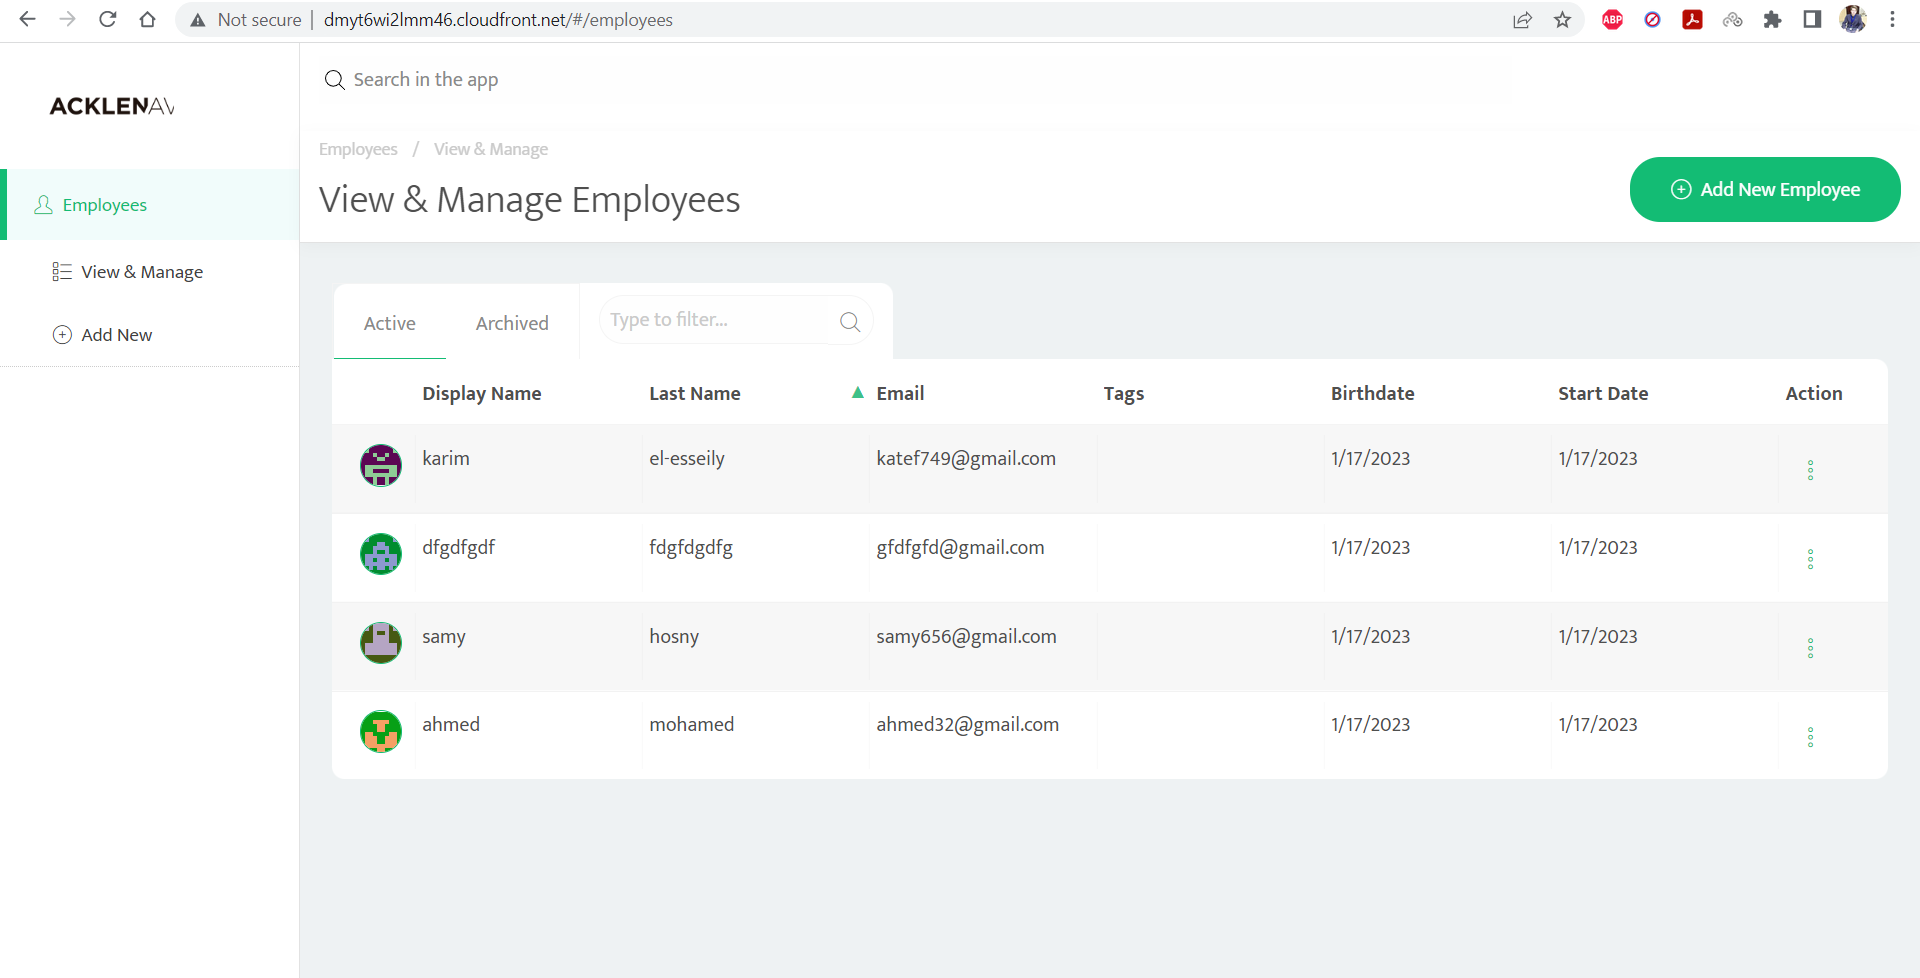 Not secure | dmyt6wi2lmm46.cloudfront.net/#/employees
ABP
ACKLENAV
Search in the app
Employees / View & Manage
View & Manage Employees
Add New Employee
Employees
View & Manage
Add New
Active Archived Type to filter...
Display Name Last Name ▲ Email Tags Birthdate Start Date Action
karim el-esseily katef749@gmail.com 1/17/2023 1/17/2023
dfgdfgdf fdgfdgdfg gfdfgfd@gmail.com 1/17/2023 1/17/2023
samy hosny samy656@gmail.com 1/17/2023 1/17/2023
ahmed mohamed ahmed32@gmail.com 1/17/2023 1/17/2023